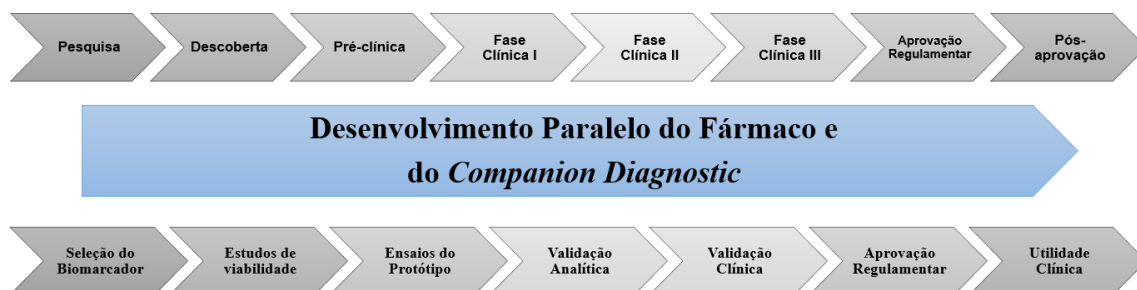 Pesquisa
Descoberta
Pré-clínica
Fase
Clínica I
Fase
Clínica II
Fase
Clínica III
Aprovação
Regulamentar
Pós-
aprovação
Desenvolvimento Paralelo do Fármaco e
do Companion Diagnostic
Seleção do
Biomarcador
Estudos de
viabilidade
Ensaios do
Protótipo
Validação
Analítica
Validação
Clínica
Aprovação
Regulamentar
Utilidade
Clínica